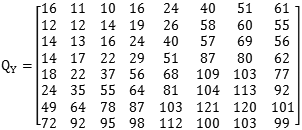 Q_Y =
16 11 10 16 24 40 51 61
12 12 14 19 26 58 60 55
14 13 16 24 40 57 69 56
14 17 22 29 51 87 80 62
18 22 37 56 68 109 103 77
24 35 55 64 81 104 113 92
49 64 78 87 103 121 120 101
72 92 95 98 112 100 103 99